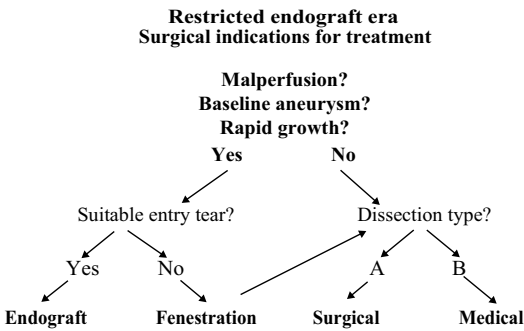 Restricted endograft era
Surgical indications for treatment
Malperfusion?
Baseline aneurysm?
Rapid growth?
Yes No
Suitable entry tear? Dissection type?
Yes No A B
Endograft Fenestration Surgical Medical